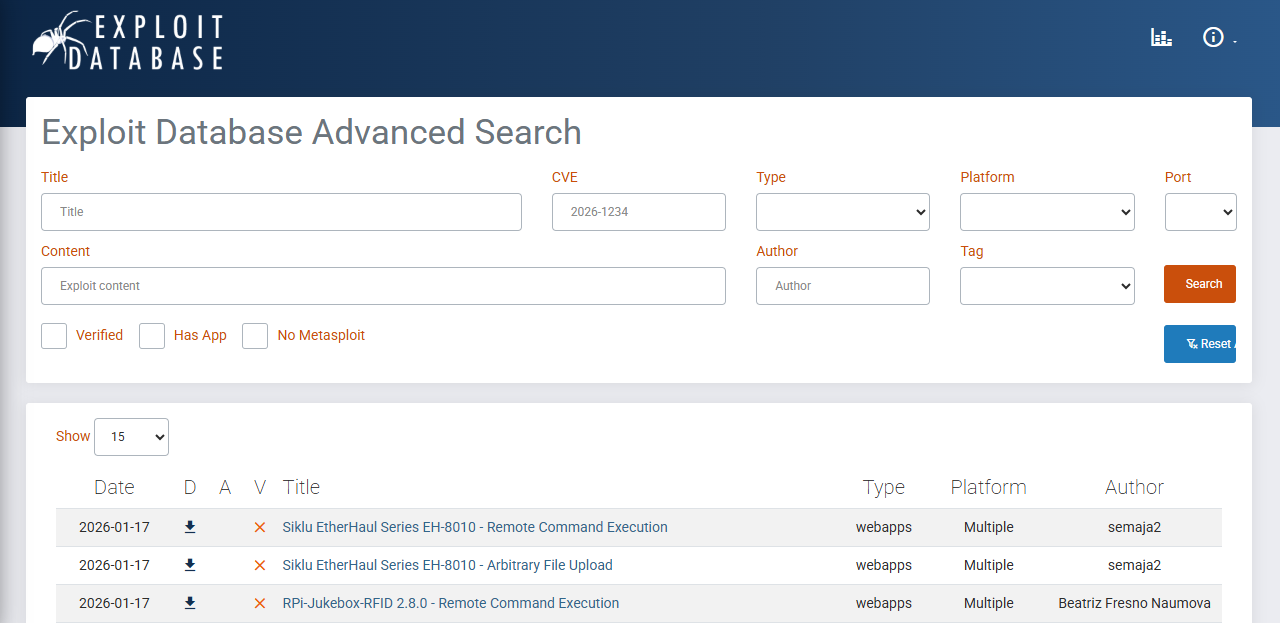 EXPLOIT
DATABASE
Exploit Database Advanced Search
Title CVE Type Platform Port
Title 2026-1234
Content Author Tag
Exploit content Author Search
Verified Has App No Metasploit Reset
Show 15
Date D A V Title Type Platform Author
2026-01-17 Siklu EtherHaul Series EH-8010 - Remote Command Execution webapps Multiple semaja2
2026-01-17 Siklu EtherHaul Series EH-8010 - Arbitrary File Upload webapps Multiple semaja2
2026-01-17 RPi-Jukebox-RFID 2.8.0 - Remote Command Execution webapps Multiple Beatriz Fresno Naumova